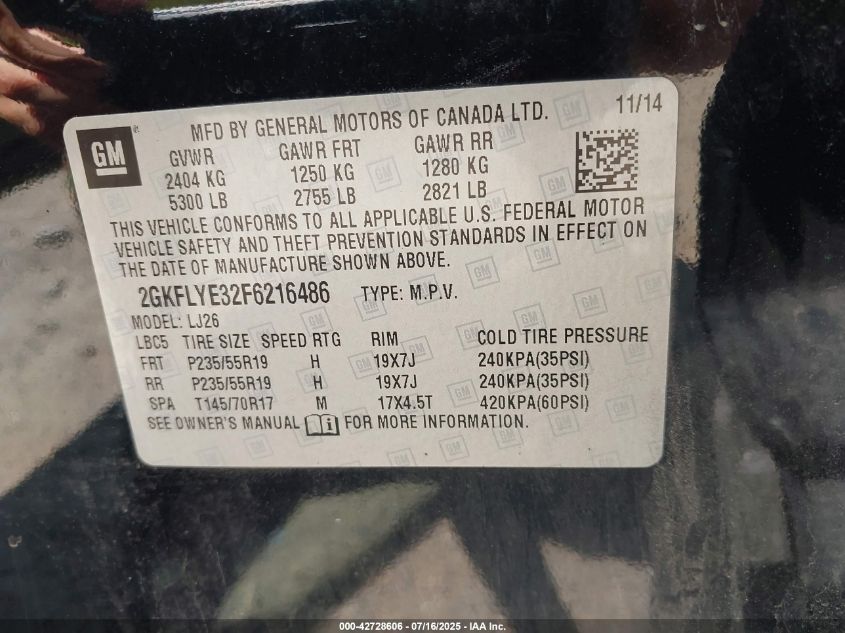 GM
MFD BY GENERAL MOTORS OF CANADA LTD. 11/14
GVWR GAWR FRT GAWR RR
2404 KG 1250 KG 1280 KG
5300 LB 2755 LB 2821 LB
THIS VEHICLE CONFORMS TO ALL APPLICABLE U.S. FEDERAL MOTOR
VEHICLE SAFETY AND THEFT PREVENTION STANDARDS IN EFFECT ON
THE DATE OF MANUFACTURE SHOWN ABOVE.
2GKFLYE32F6216486 TYPE: M.P.V.
MODEL: LJ26
LBC5 TIRE SIZE SPEED RTG RIM COLD TIRE PRESSURE
FRT P235/55R19 H 19X7J 240KPA(35PSI)
RR P235/55R19 H 19X7J 240KPA(35PSI)
SPA T145/70R17 M 17X4.5T 420KPA(60PSI)
SEE OWNER'S MANUAL i FOR MORE INFORMATION.
000-42728606 - 07/16/2025 - IAA Inc.